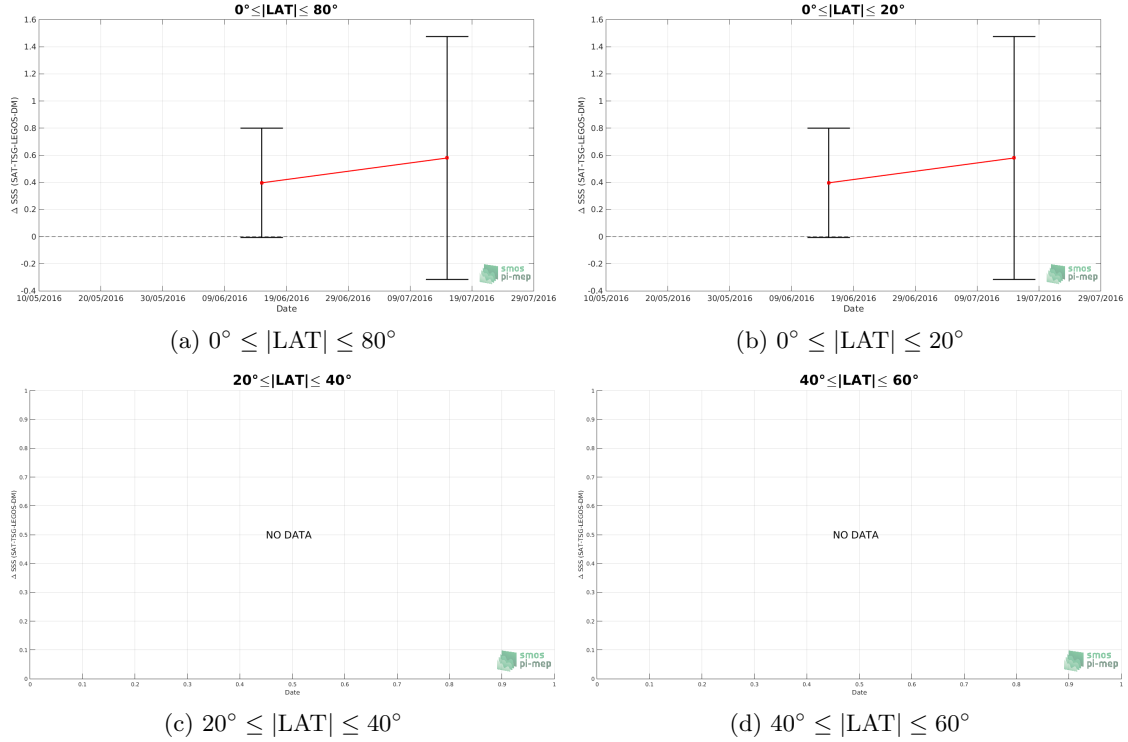 0°≤|LAT|≤ 80°
1.6
1.4
1.2
1
0.8
0.6
0.4
0.2
0
-0.2
-0.4
Δ SSS (SAT-TSG-LEGOS-DM)
10/05/2016 20/05/2016 30/05/2016 09/06/2016 19/06/2016 29/06/2016 09/07/2016 19/07/2016 29/07/2016
Date
smos
pi-mep
(a) 0° ≤ |LAT| ≤ 80°
0°≤|LAT|≤ 20°
1.6
1.4
1.2
1
0.8
0.6
0.4
0.2
0
-0.2
-0.4
Δ SSS (SAT-TSG-LEGOS-DM)
10/05/2016 20/05/2016 30/05/2016 09/06/2016 19/06/2016 29/06/2016 09/07/2016 19/07/2016 29/07/2016
Date
smos
pi-mep
(b) 0° ≤ |LAT| ≤ 20°
20°≤|LAT|≤ 40°
1
0.9
0.8
0.7
0.6
0.5
0.4
0.3
0.2
0.1
0
Δ SSS (SAT-TSG-LEGOS-DM)
NO DATA
0 0.1 0.2 0.3 0.4 0.5 0.6 0.7 0.8 0.9 1
Date
smos
pi-mep
(c) 20° ≤ |LAT| ≤ 40°
40°≤|LAT|≤ 60°
1
0.9
0.8
0.7
0.6
0.5
0.4
0.3
0.2
0.1
0
Δ SSS (SAT-TSG-LEGOS-DM)
NO DATA
0 0.1 0.2 0.3 0.4 0.5 0.6 0.7 0.8 0.9 1
Date
smos
pi-mep
(d) 40° ≤ |LAT| ≤ 60°